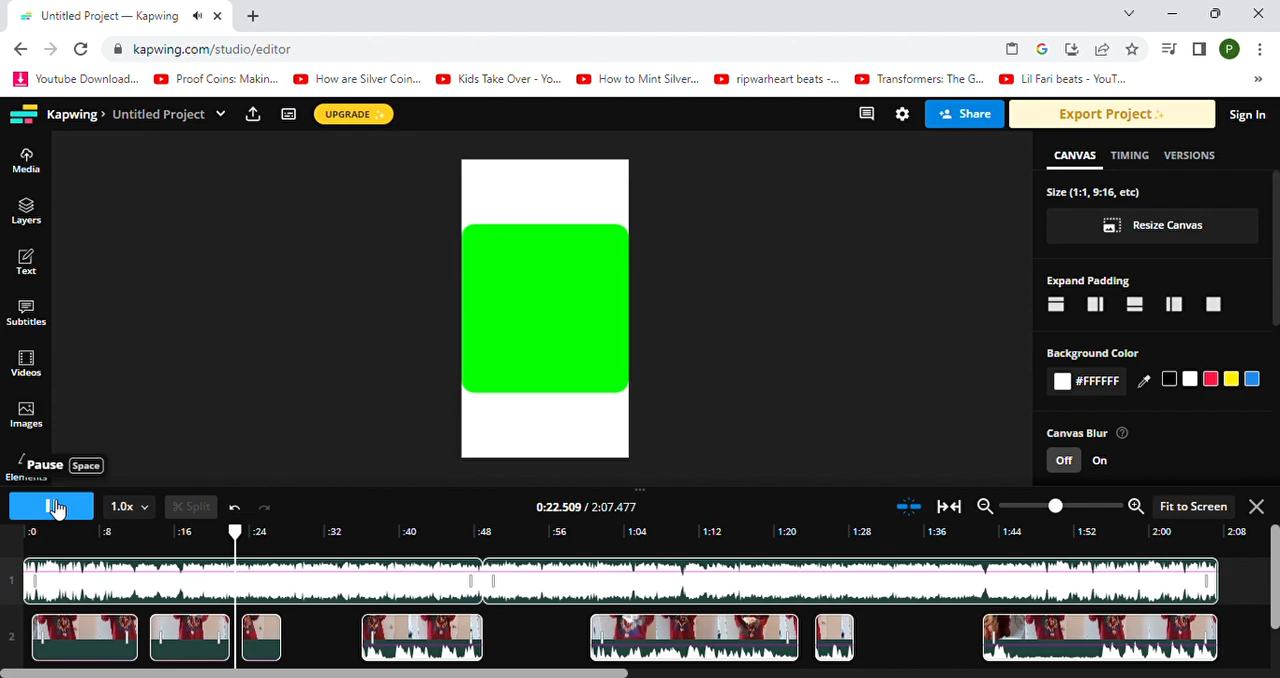 Untitled Project — Kapwing
kapwing.com/studio/editor
Youtube Download...
Proof Coins: Makin...
How are Silver Coin...
Kids Take Over - Yo...
How to Mint Silver...
ripwarheart beats -...
Transformers: The G...
Lil Fari beats - YouT...
»
P
Kapwing › Untitled Project
UPGRADE
Share
Export Project
Sign In
Media
Layers
Text
Subtitles
Videos
Images
Elements
CANVAS TIMING VERSIONS
Size (1:1, 9:16, etc)
Resize Canvas
Expand Padding
Background Color
#FFFFFF
Canvas Blur ?
Off On
Pause Space
1.0x
Split
0:22.509 / 2:07.477
Fit to Screen
:0 :8 :16 :24 :32 :40 :48 :56 1:04 1:12 1:20 1:28 1:36 1:44 1:52 2:00 2:08
1
2